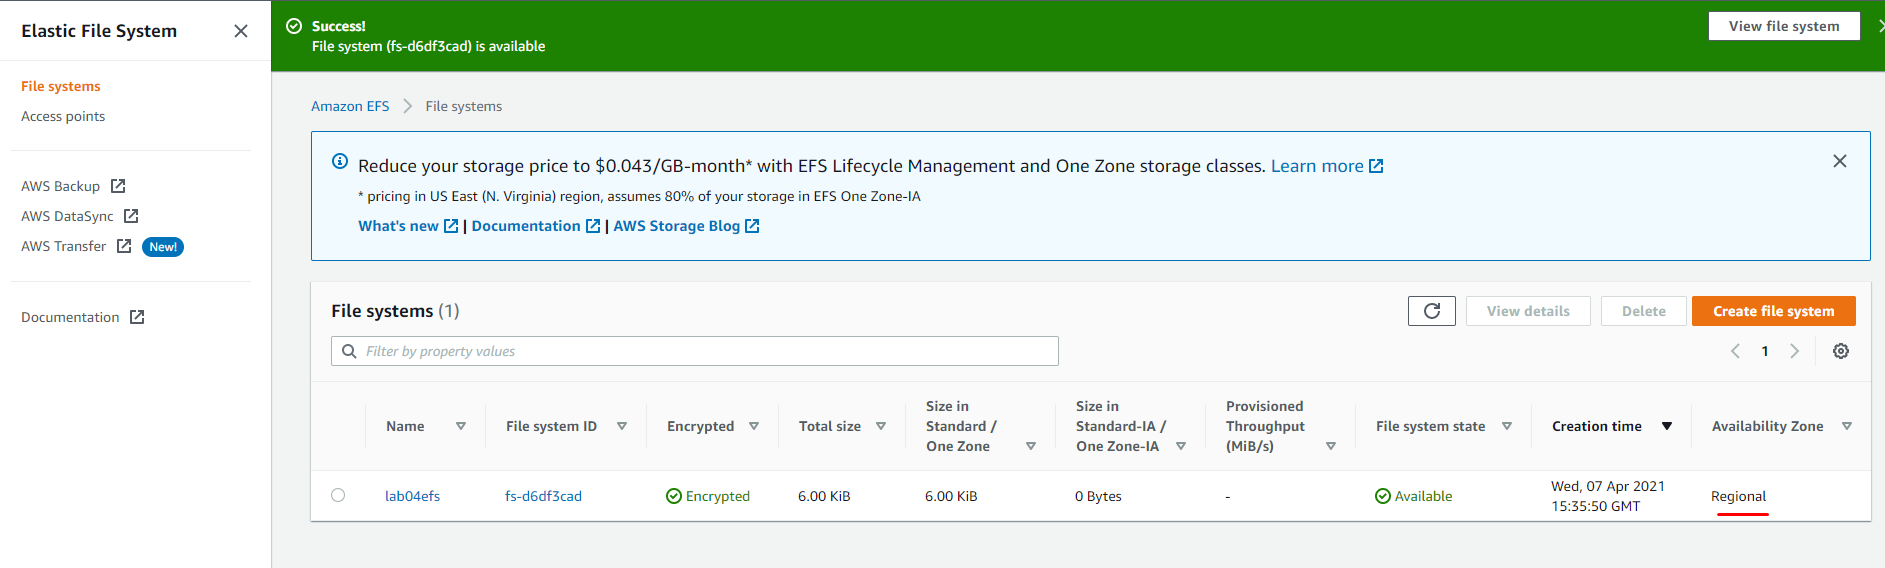 Elastic File System
File systems
Access points
AWS Backup
AWS DataSync
AWS Transfer New!
Documentation
Success!
File system (fs-d6df3cad) is available
View file system
Amazon EFS File systems
Reduce your storage price to $0.043/GB-month* with EFS Lifecycle Management and One Zone storage classes. Learn more
* pricing in US East (N. Virginia) region, assumes 80% of your storage in EFS One Zone-IA
What's new | Documentation | AWS Storage Blog
File systems (1)
View details
Delete
Create file system
Filter by property values
1
Name
File system ID
Encrypted
Total size
Size in
Standard /
One Zone
Size in
Standard-IA /
One Zone-IA
Provisioned
Throughput
(MiB/s)
File system state
Creation time
Availability Zone
lab04efs
fs-d6df3cad
Encrypted
6.00 KiB
6.00 KiB
0 Bytes
-
Available
Wed, 07 Apr 2021
15:35:50 GMT
Regional